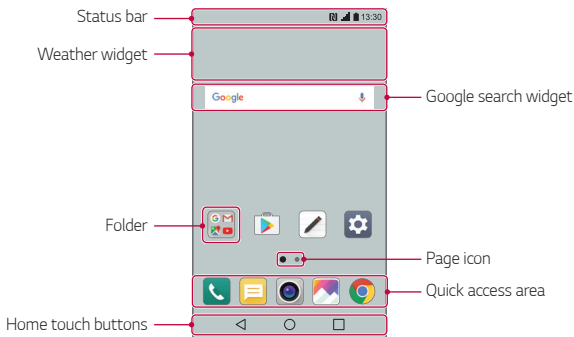 Status bar
13:30
Weather widget
Google
Google search widget
Folder
G M
Page icon
Quick access area
Home touch buttons